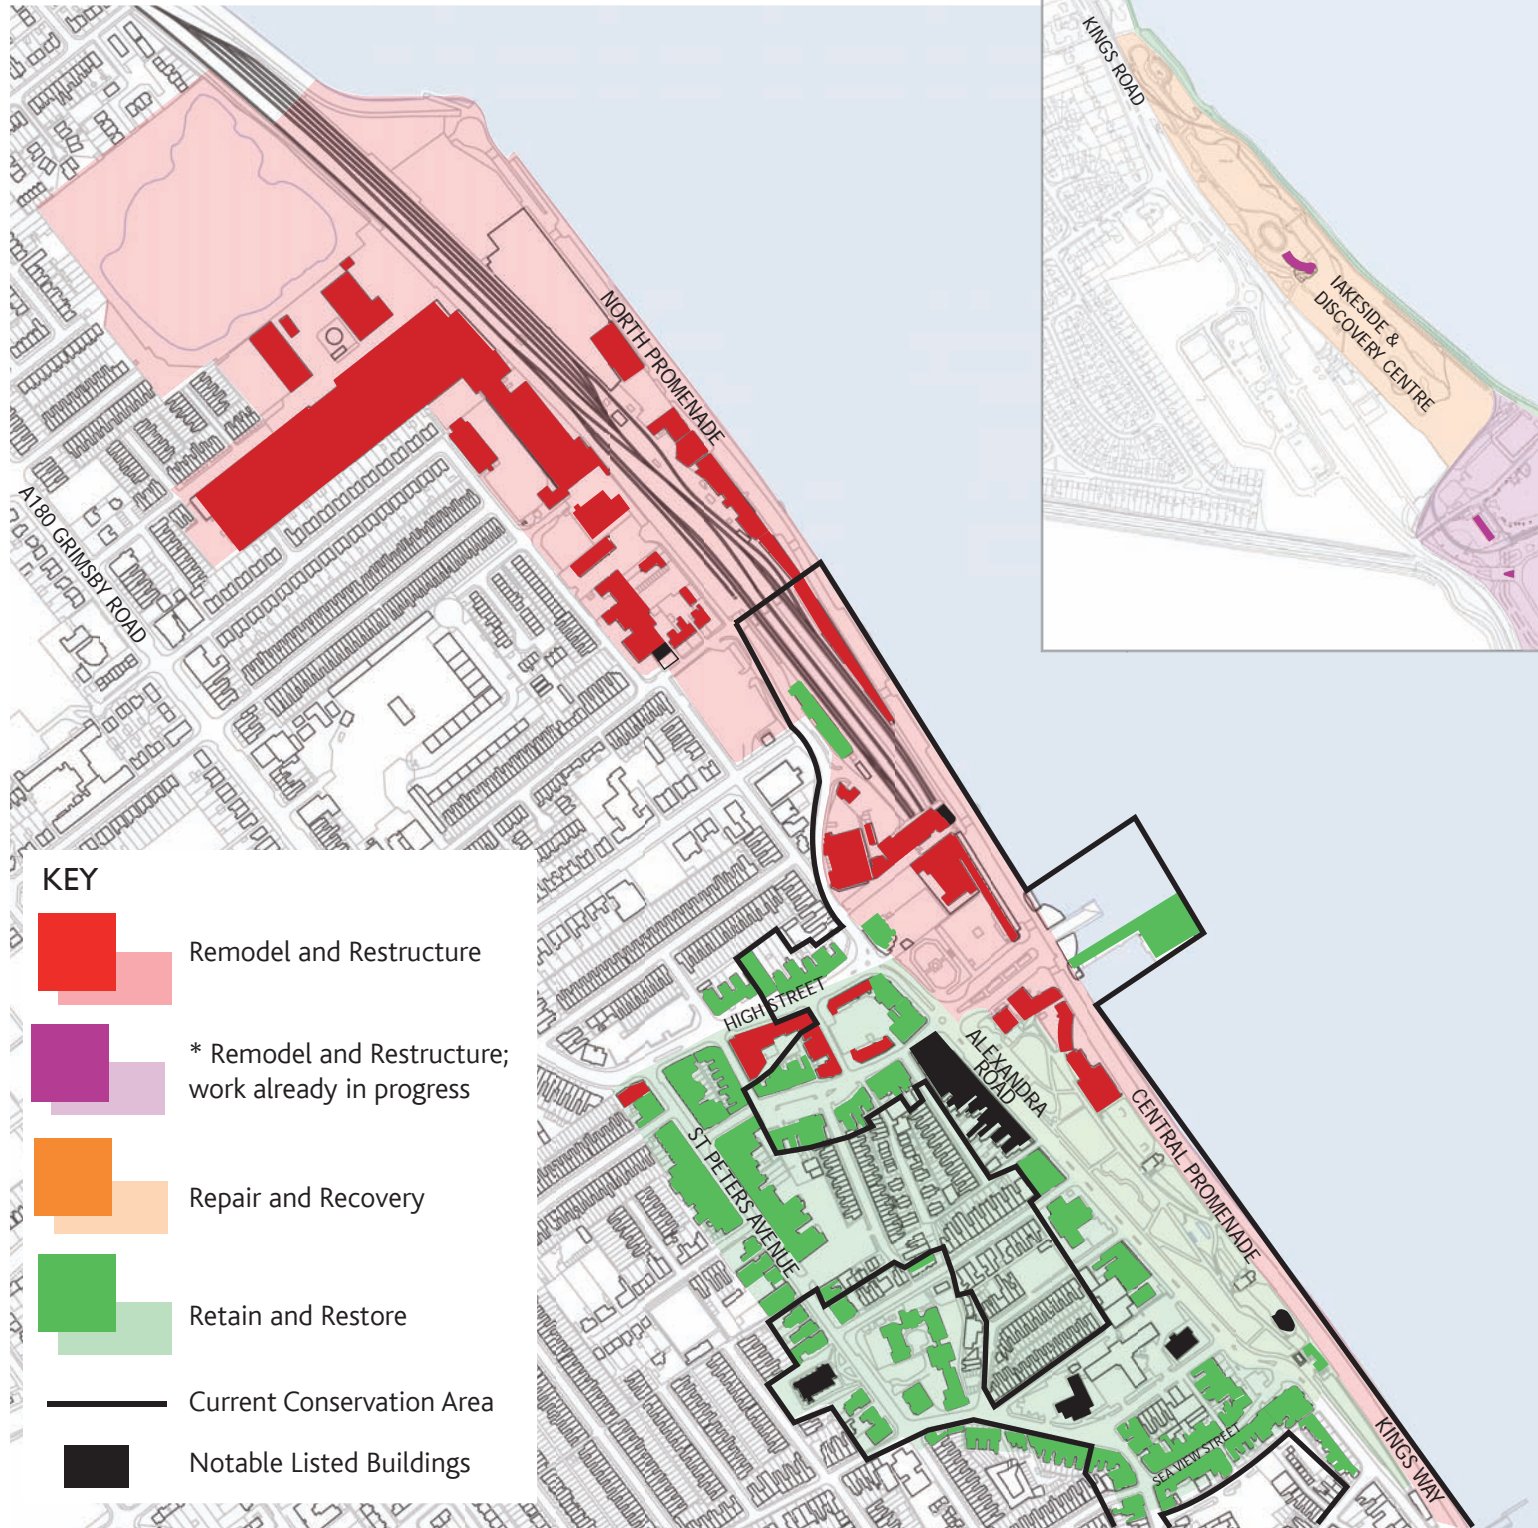 KINGS ROAD
LAKESIDE &
DISCOVERY CENTRE
NORTH PROMENADE
A180 GRIMSBY ROAD
HIGH STREET
ALEXANDRA
ROAD
ST PETERS AVENUE
CENTRAL PROMENADE
SEA VIEW STREET
KINGS WAY
KEY
Remodel and Restructure
* Remodel and Restructure;
work already in progress
Repair and Recovery
Retain and Restore
Current Conservation Area
Notable Listed Buildings